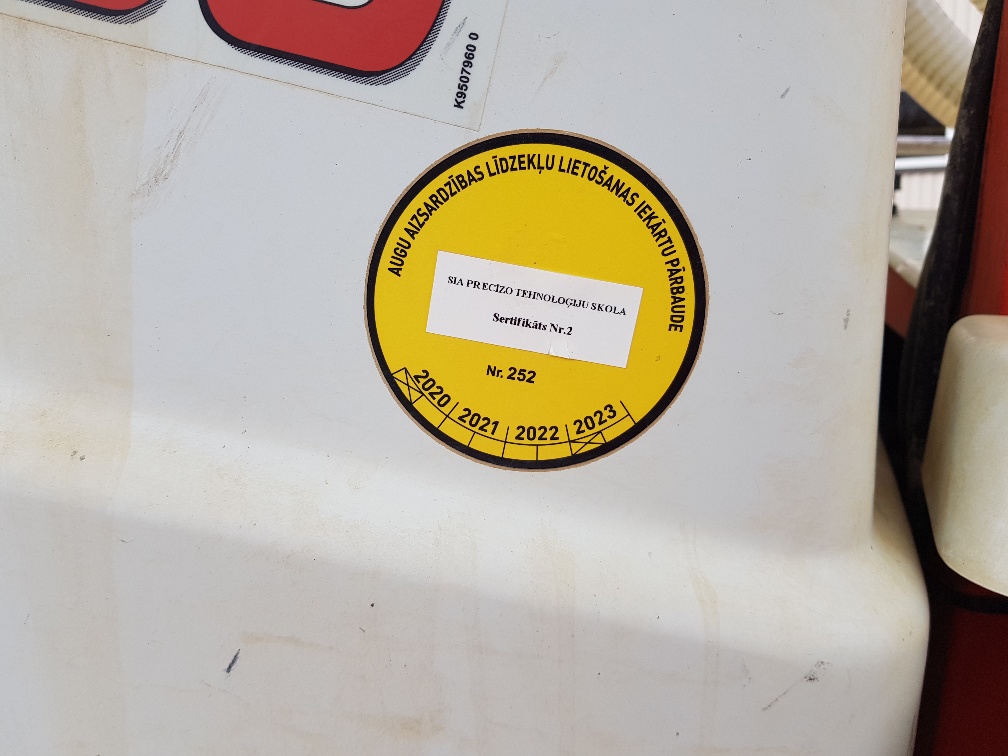 K9507960 0
AUGU AIZSARDZĪBAS LĪDZEKĻU LIETOŠANAS IEKĀRTU PĀRBAUDE
SIA PRECĪZO TEHNOLOĢIJU SKOLA
Sertifikāts Nr.2
Nr. 252
2020 2021 2022 2023